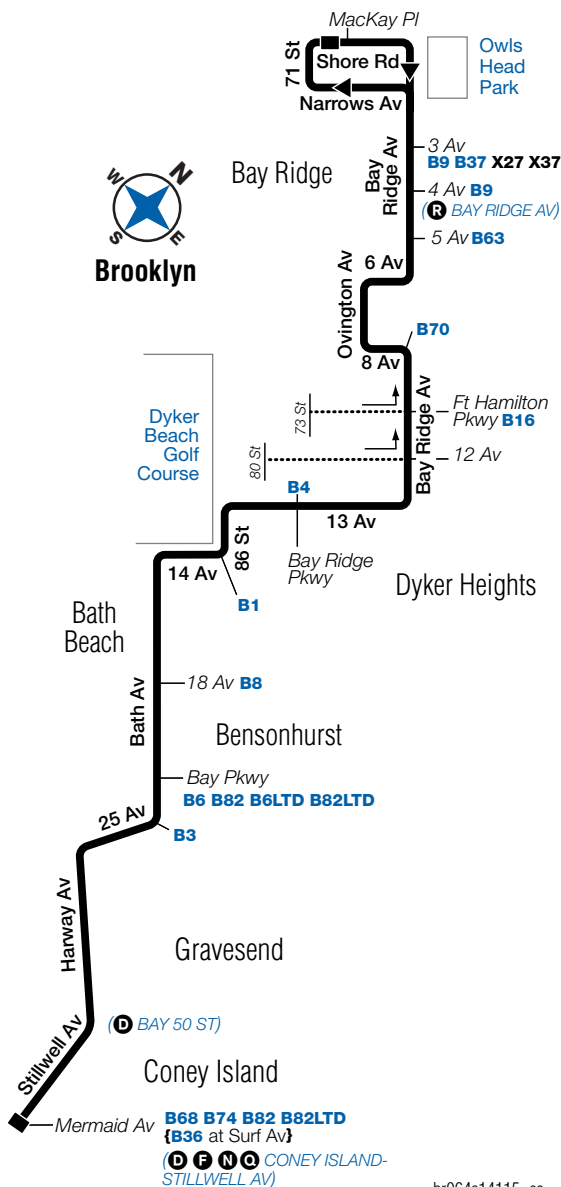 MacKay Pl
71 St
Shore Rd
Narrows Av
Owls
Head
Park
Bay Ridge
Bay
Ridge Av
3 Av
B9 B37 X27 X37
4 Av B9
(R BAY RIDGE AV)
5 Av B63
W N
S E
Brooklyn
6 Av
Ovington Av
B70
8 Av
Bay Ridge Av
73 St
Ft Hamilton
Pkwy B16
80 St
12 Av
Dyker
Beach
Golf
Course
B4
13 Av
86 St
Bay Ridge
Pkwy
14 Av
Dyker Heights
B1
Bath
Beach
Bath Av
18 Av B8
Bensonhurst
Bay Pkwy
B6 B82 B6LTD B82LTD
25 Av
B3
Harway Av
Gravesend
Stillwell Av
(D BAY 50 ST)
Coney Island
Mermaid Av
B68 B74 B82 B82LTD
{B36 at Surf Av}
(D F N Q CONEY ISLAND-
STILLWELL AV)